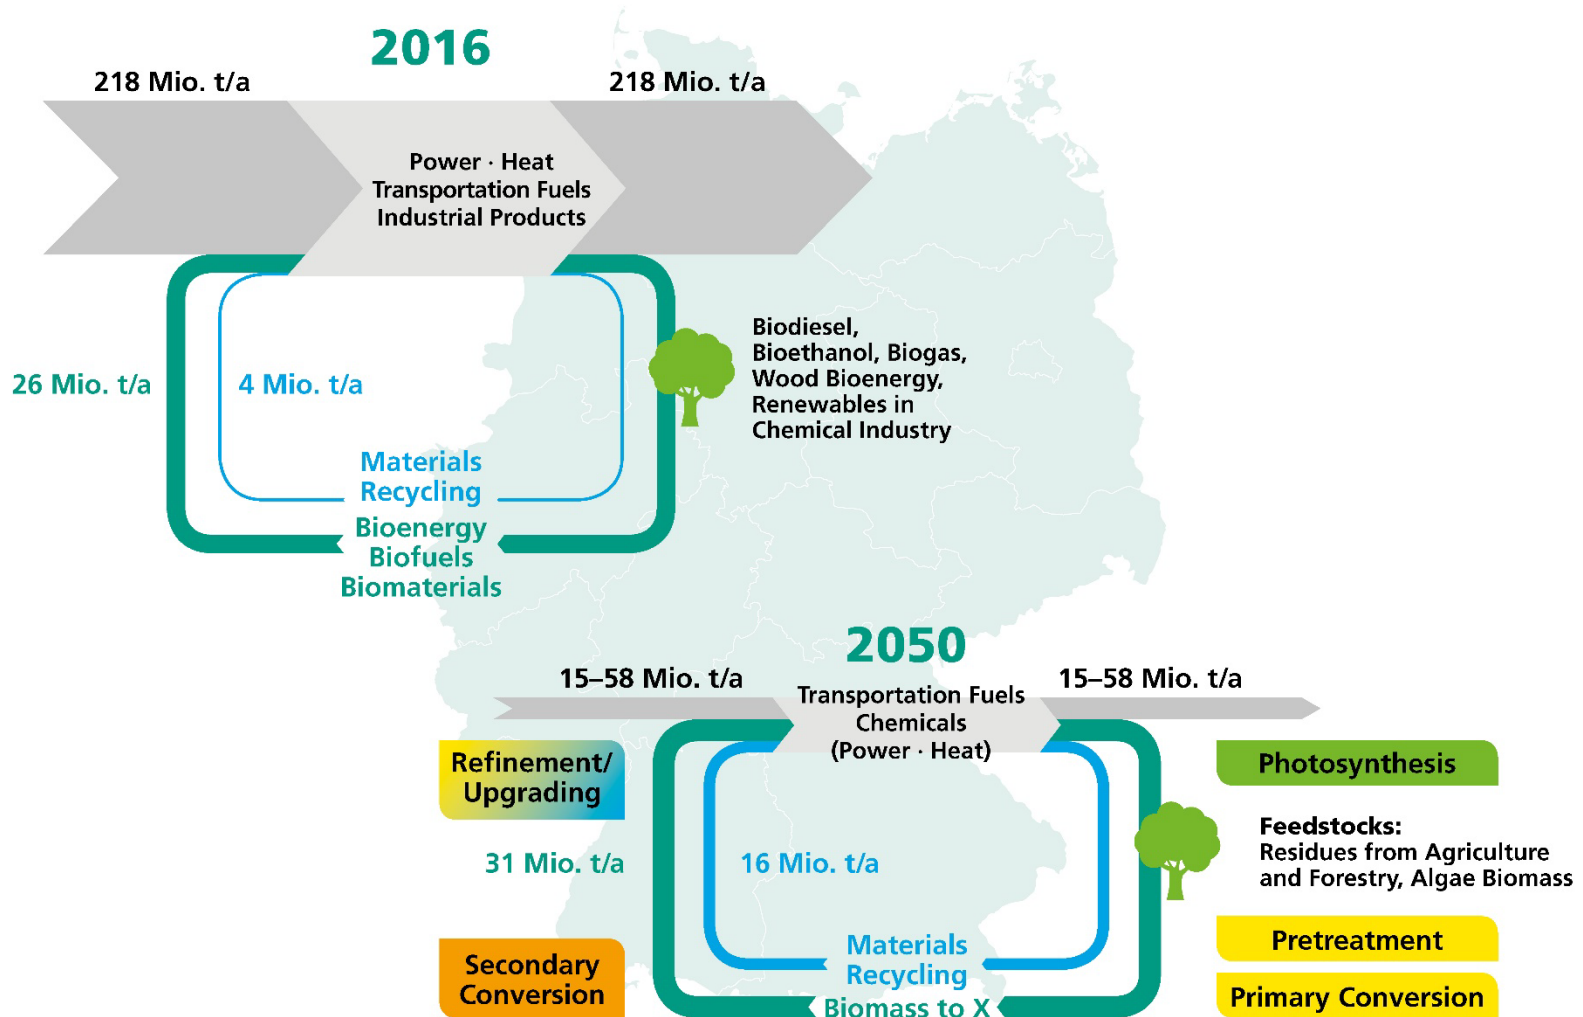 2016
218 Mio. t/a
218 Mio. t/a
Power · Heat
Transportation Fuels
Industrial Products
26 Mio. t/a
4 Mio. t/a
Materials
Recycling
Bioenergy
Biofuels
Biomaterials
Biodiesel,
Bioethanol, Biogas,
Wood Bioenergy,
Renewables in
Chemical Industry
2050
15–58 Mio. t/a
15–58 Mio. t/a
Transportation Fuels
Chemicals
(Power · Heat)
Refinement/
Upgrading
31 Mio. t/a
16 Mio. t/a
Secondary
Conversion
Materials
Recycling
Biomass to X
Photosynthesis
Feedstocks:
Residues from Agriculture
and Forestry, Algae Biomass
Pretreatment
Primary Conversion